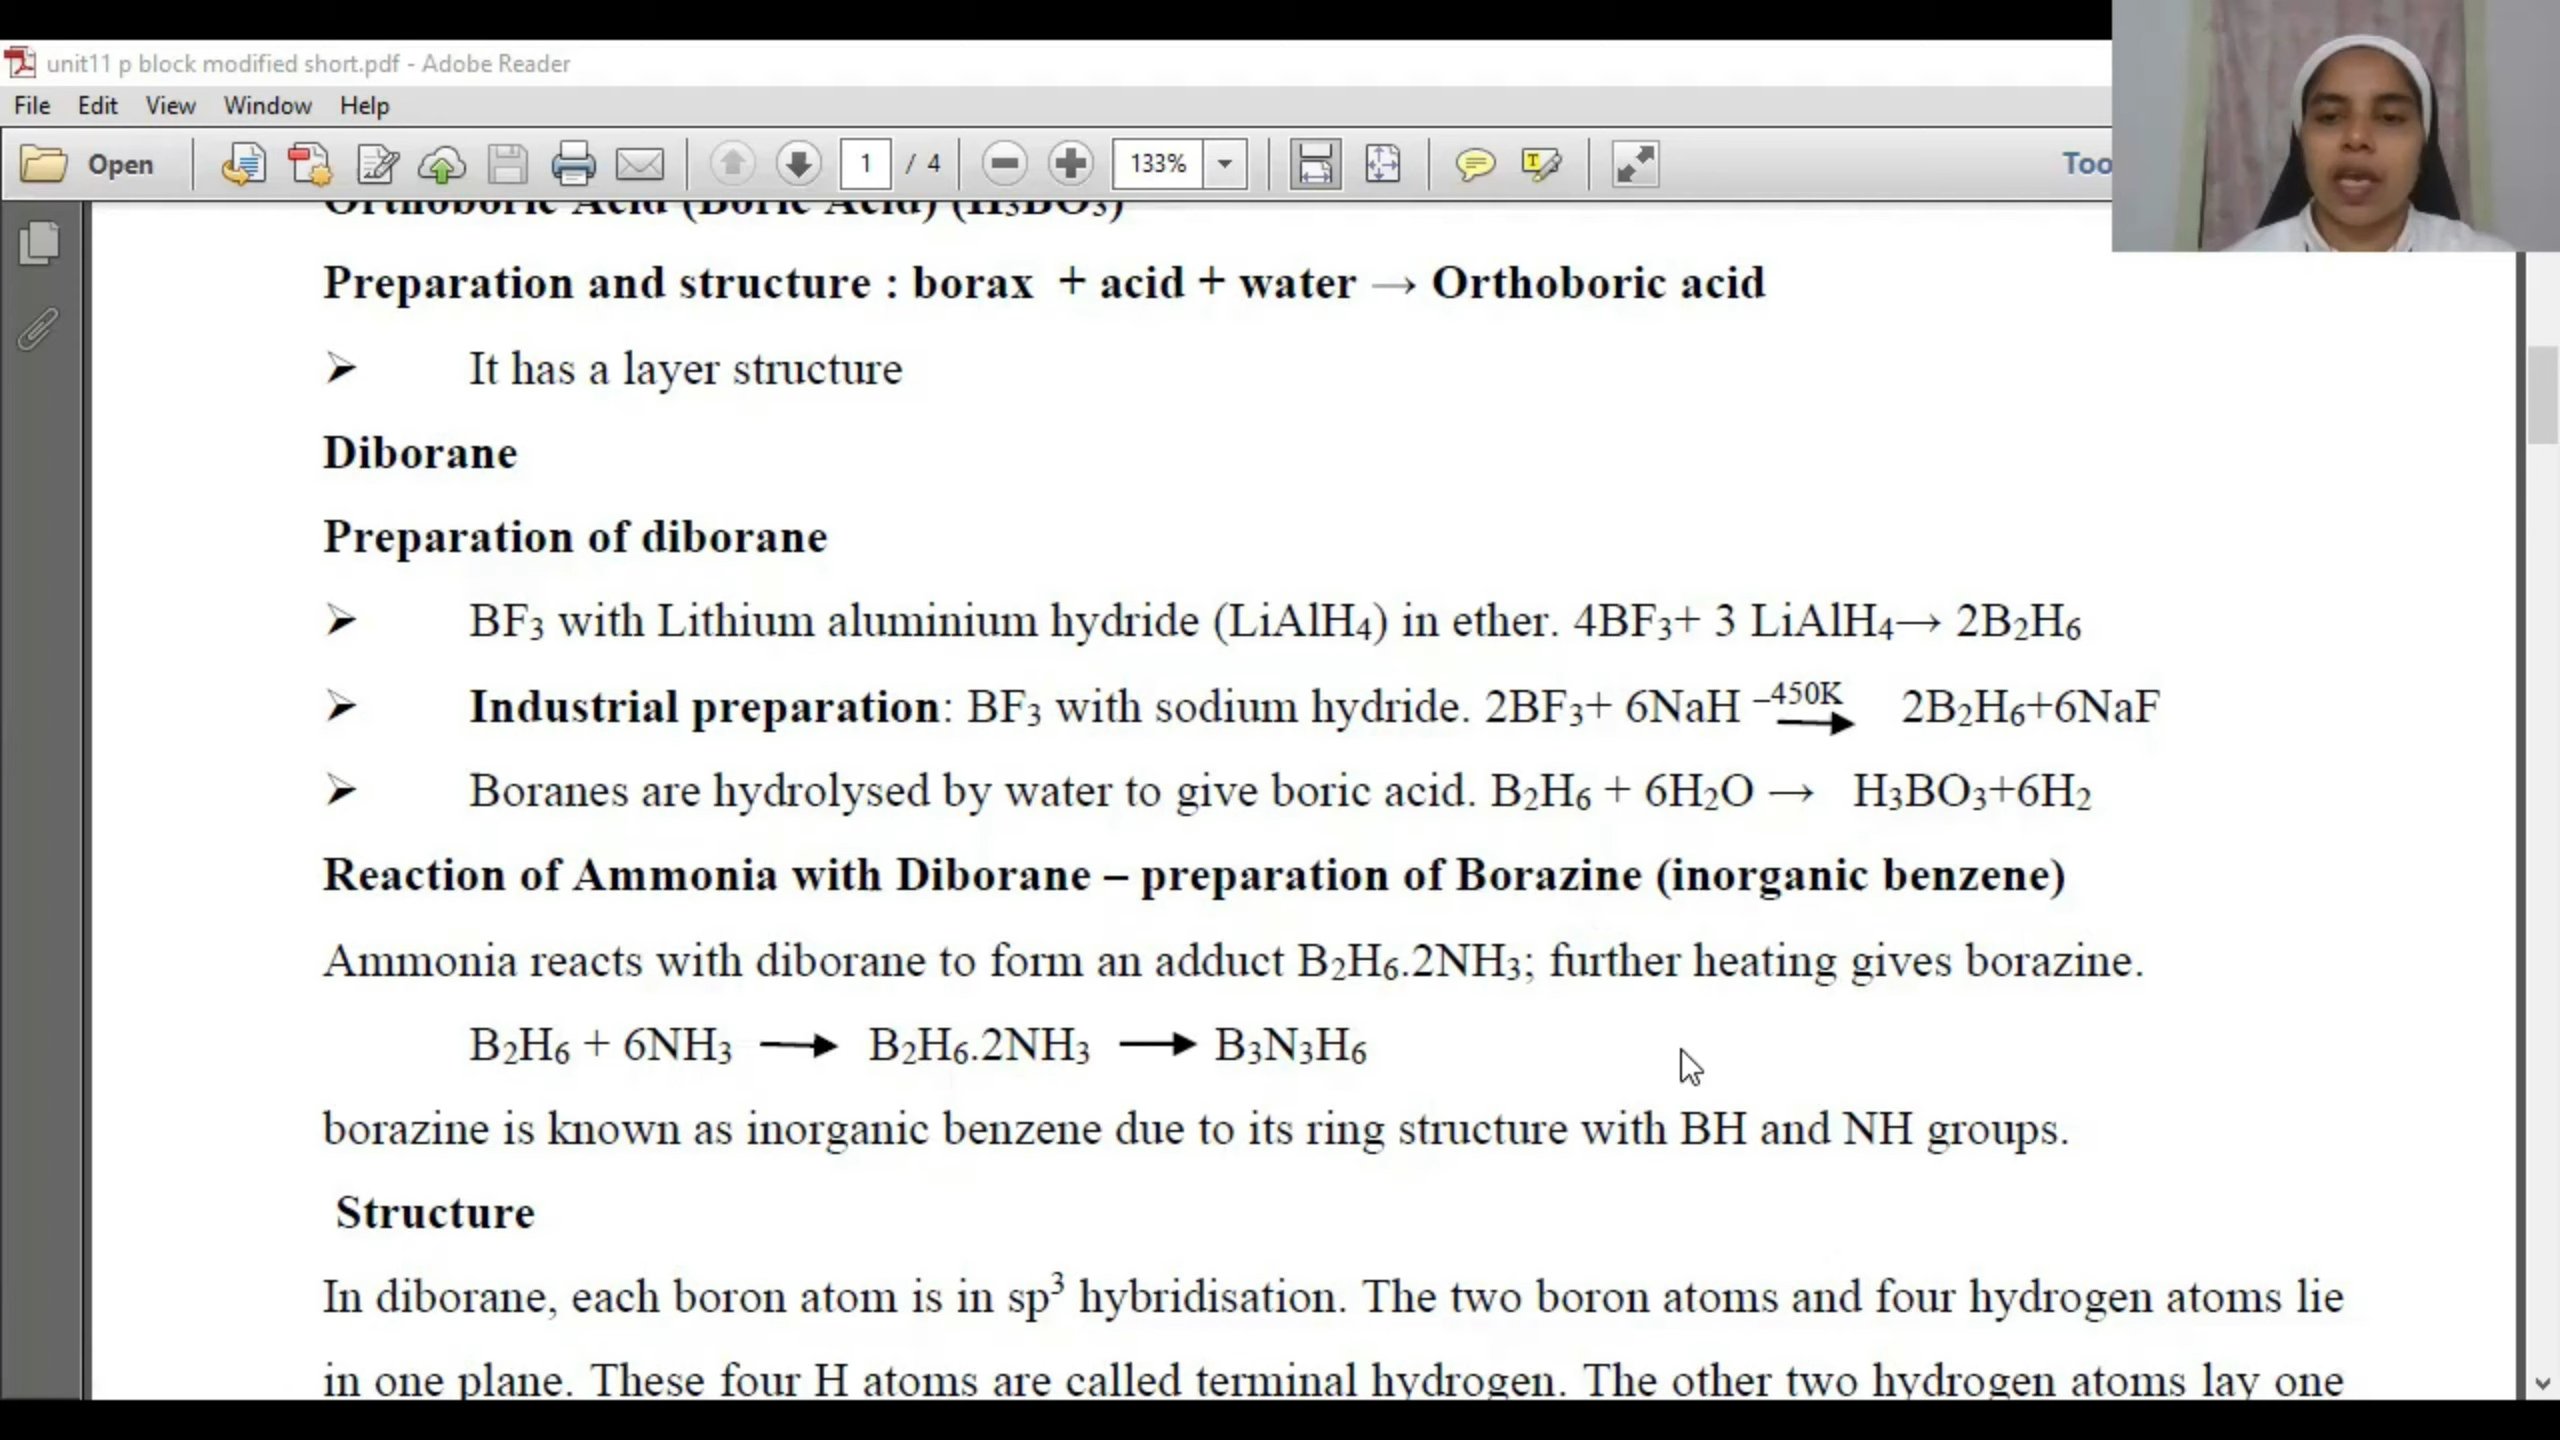 unit11 p block modified short.pdf - Adobe Reader
File Edit View Window Help
Open 1 / 4 133% Too
Orthoboric Acid (Boric Acid) (H₃BO₃)
Preparation and structure : borax + acid + water → Orthoboric acid
➢ It has a layer structure
Diborane
Preparation of diborane
➢ BF₃ with Lithium aluminium hydride (LiAlH₄) in ether. 4BF₃+ 3 LiAlH₄→ 2B₂H₆
➢ Industrial preparation: BF₃ with sodium hydride. 2BF₃+ 6NaH –450K → 2B₂H₆+6NaF
➢ Boranes are hydrolysed by water to give boric acid. B₂H₆ + 6H₂O → H₃BO₃+6H₂
Reaction of Ammonia with Diborane – preparation of Borazine (inorganic benzene)
Ammonia reacts with diborane to form an adduct B₂H₆.2NH₃; further heating gives borazine.
B₂H₆ + 6NH₃ → B₂H₆.2NH₃ → B₃N₃H₆
borazine is known as inorganic benzene due to its ring structure with BH and NH groups.
Structure
In diborane, each boron atom is in sp³ hybridisation. The two boron atoms and four hydrogen atoms lie
in one plane. These four H atoms are called terminal hydrogen. The other two hydrogen atoms lay one